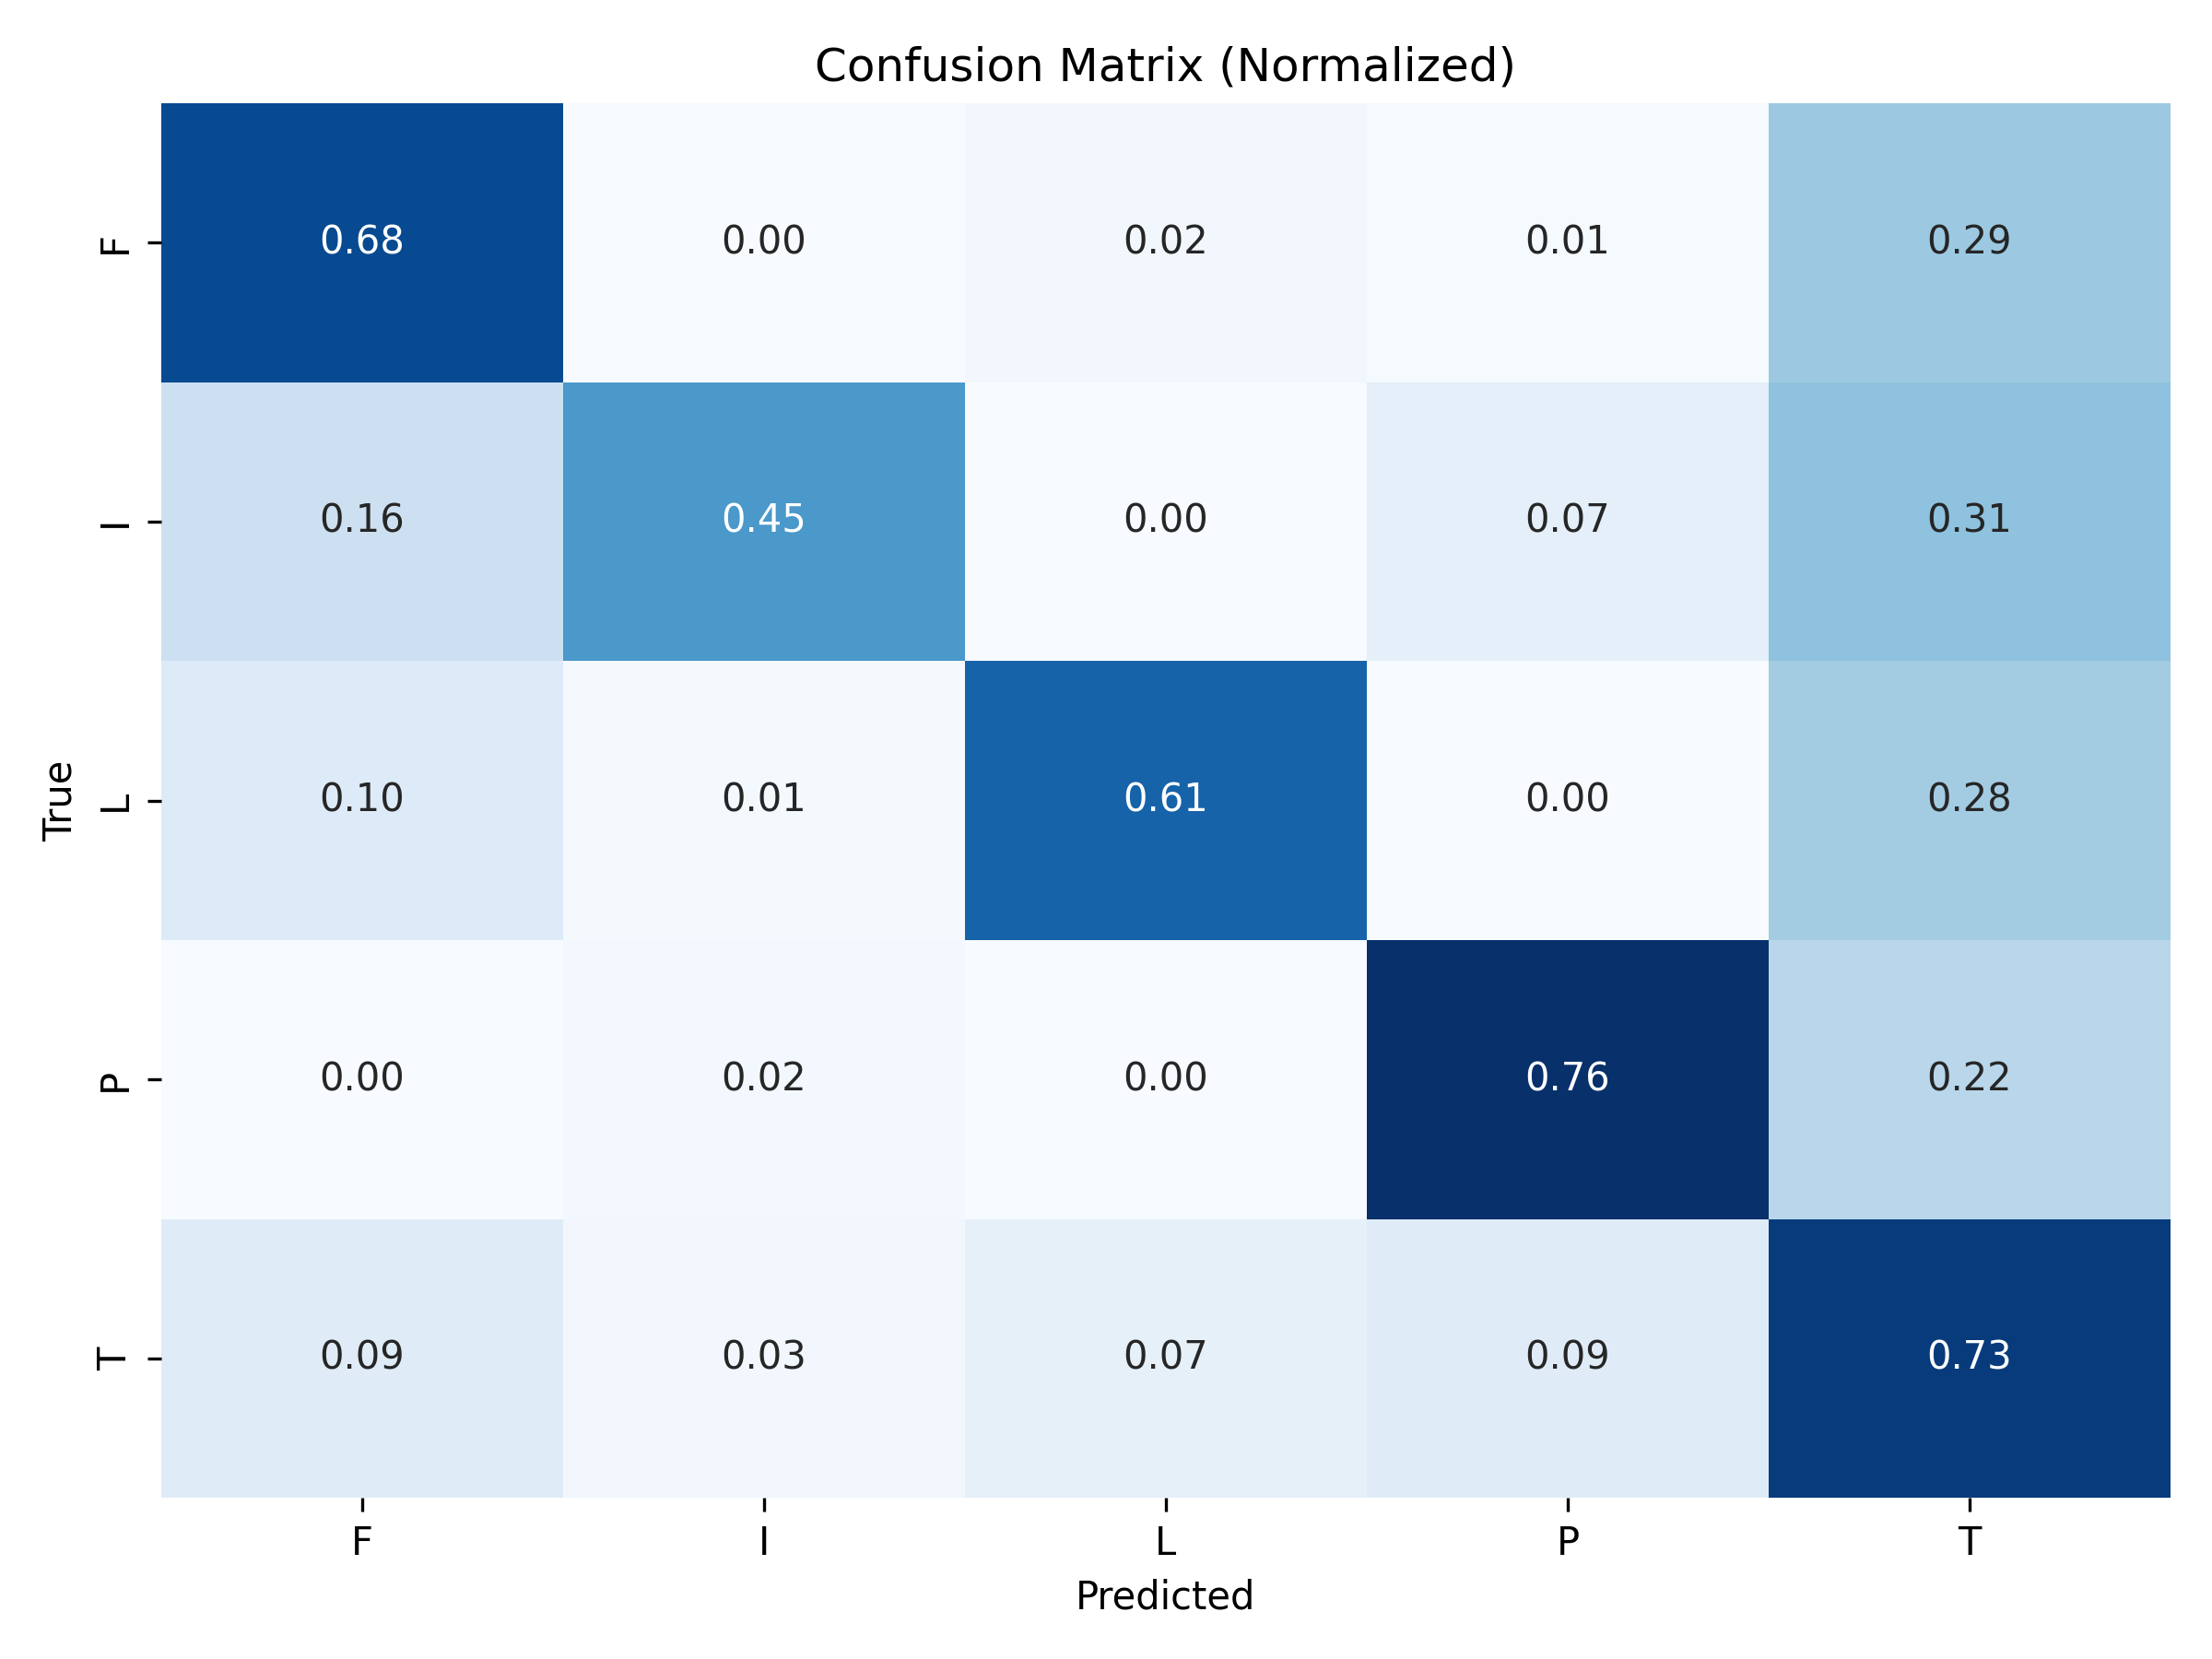 Confusion Matrix (Normalized)
True
F 0.68 0.00 0.02 0.01 0.29
I 0.16 0.45 0.00 0.07 0.31
L 0.10 0.01 0.61 0.00 0.28
P 0.00 0.02 0.00 0.76 0.22
T 0.09 0.03 0.07 0.09 0.73
F I L P T
Predicted